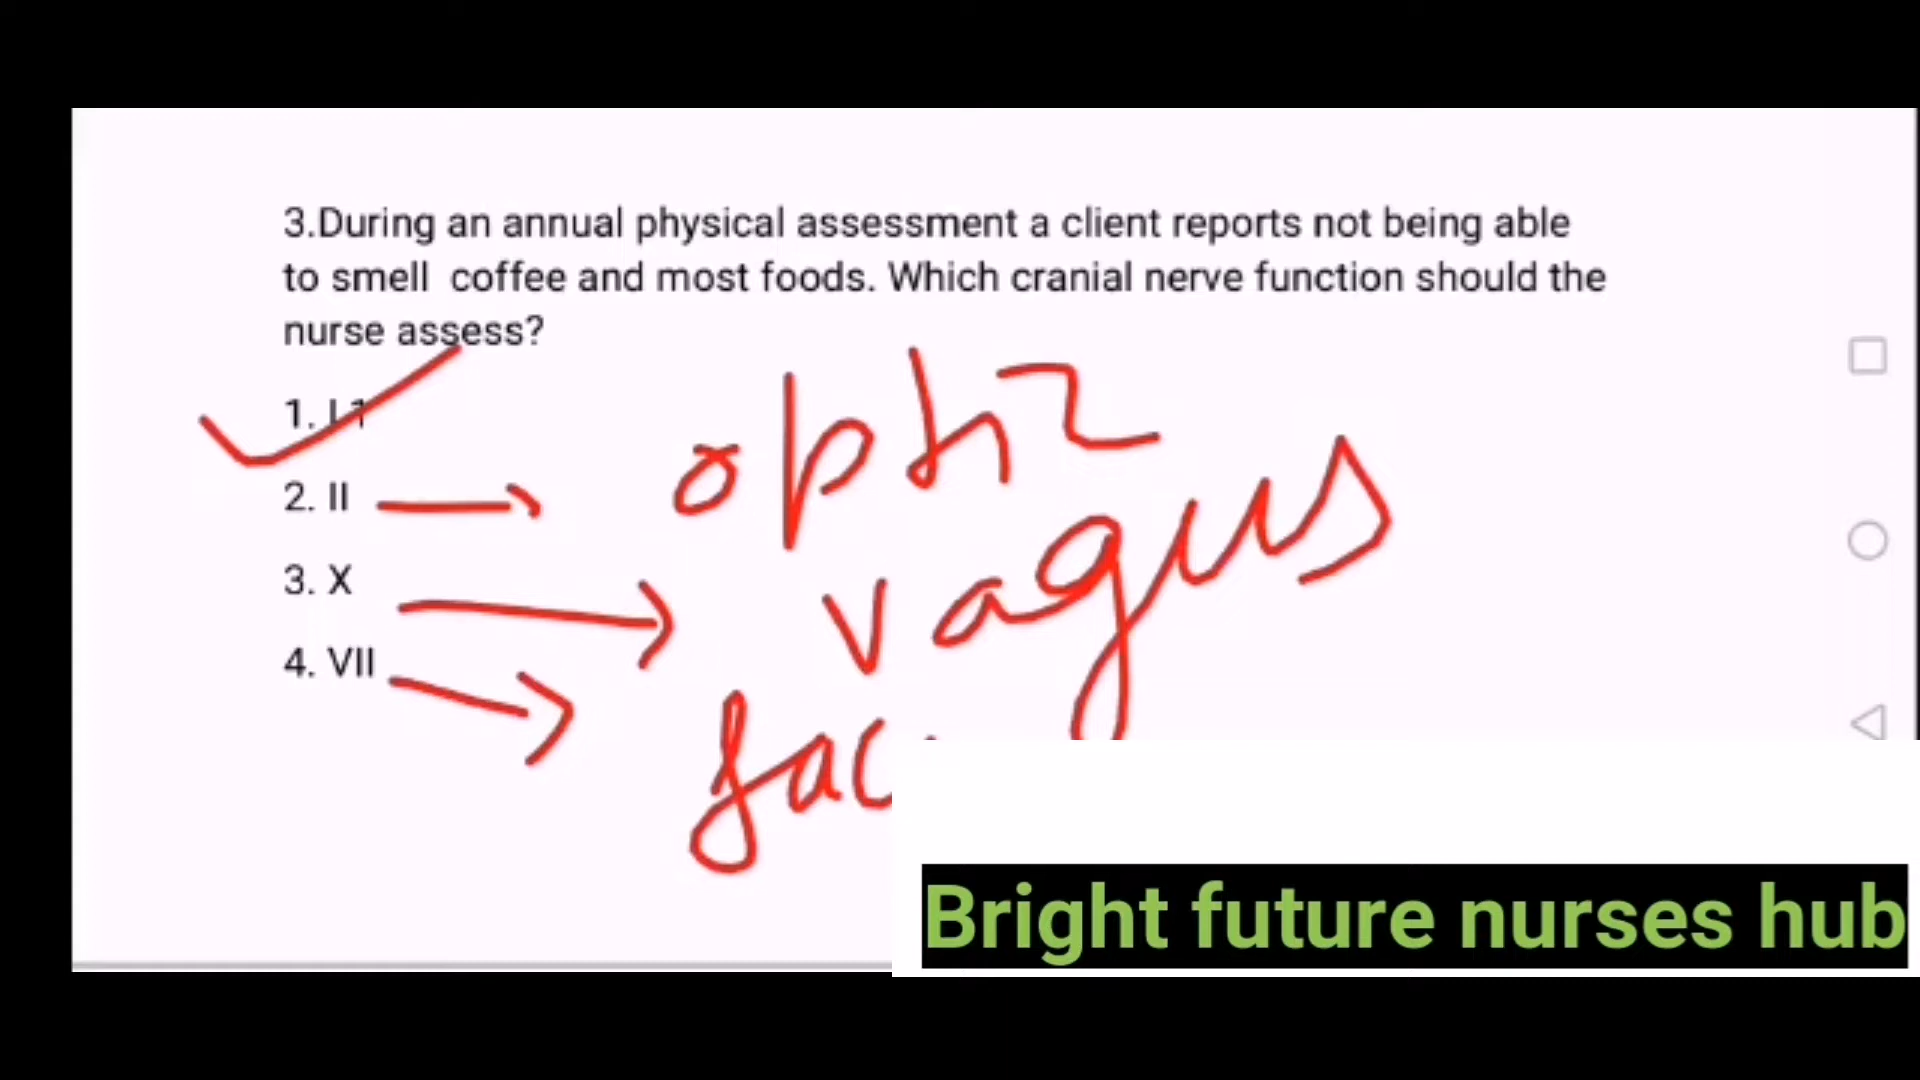 3.During an annual physical assessment a client reports not being able
to smell coffee and most foods. Which cranial nerve function should the
nurse assess?
1. I
2. II
3. X
4. VII
vagus
Bright future nurses hub